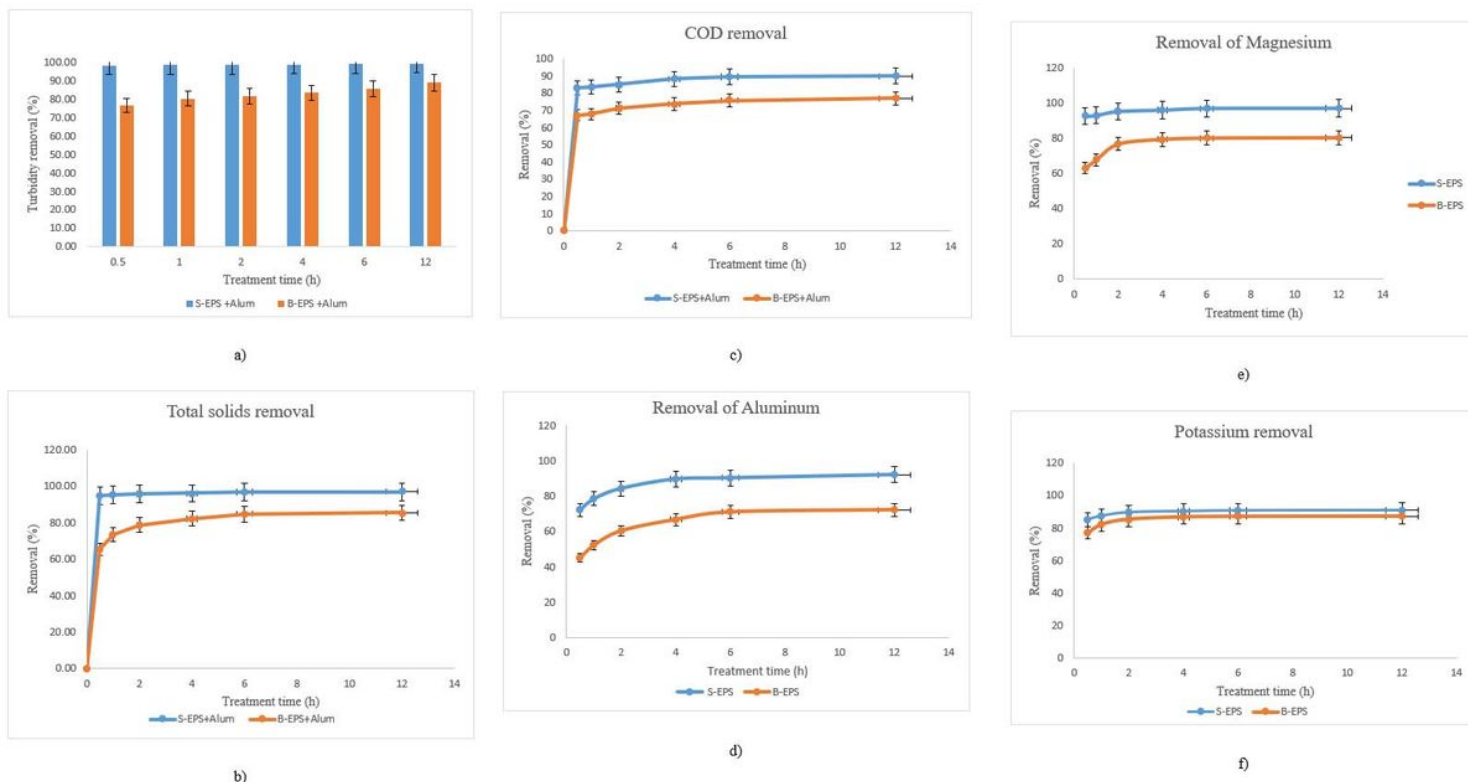 100.00
90.00
80.00
70.00
60.00
50.00
40.00
30.00
20.00
10.00
0.00
Turbidity removal (%)
0.5 1 2 4 6 12
Treatment time (h)
S-EPS +Alum B-EPS +Alum
a)
Total solids removal
120.00
100.00
80.00
60.00
40.00
20.00
0.00
Removal (%)
0 2 4 6 8 10 12 14
Treatment time (h)
S-EPS+Alum B-EPS+Alum
b)
COD removal
100
90
80
70
60
50
40
30
20
10
0
Removal (%)
0 2 4 6 8 10 12 14
Treatment time (h)
S-EPS+Alum B-EPS+Alum
c)
Removal of Aluminum
120
100
80
60
40
20
0
Removal (%)
0 2 4 6 8 10 12 14
Treatment time (h)
S-EPS B-EPS
d)
Removal of Magnesium
120
100
80
60
40
20
0
Removal (%)
0 2 4 6 8 10 12 14
Treatment time (h)
S-EPS
B-EPS
e)
Potassium removal
120
100
80
60
40
20
0
Removal (%)
0 2 4 6 8 10 12 14
Treatment time (h)
S-EPS B-EPS
f)